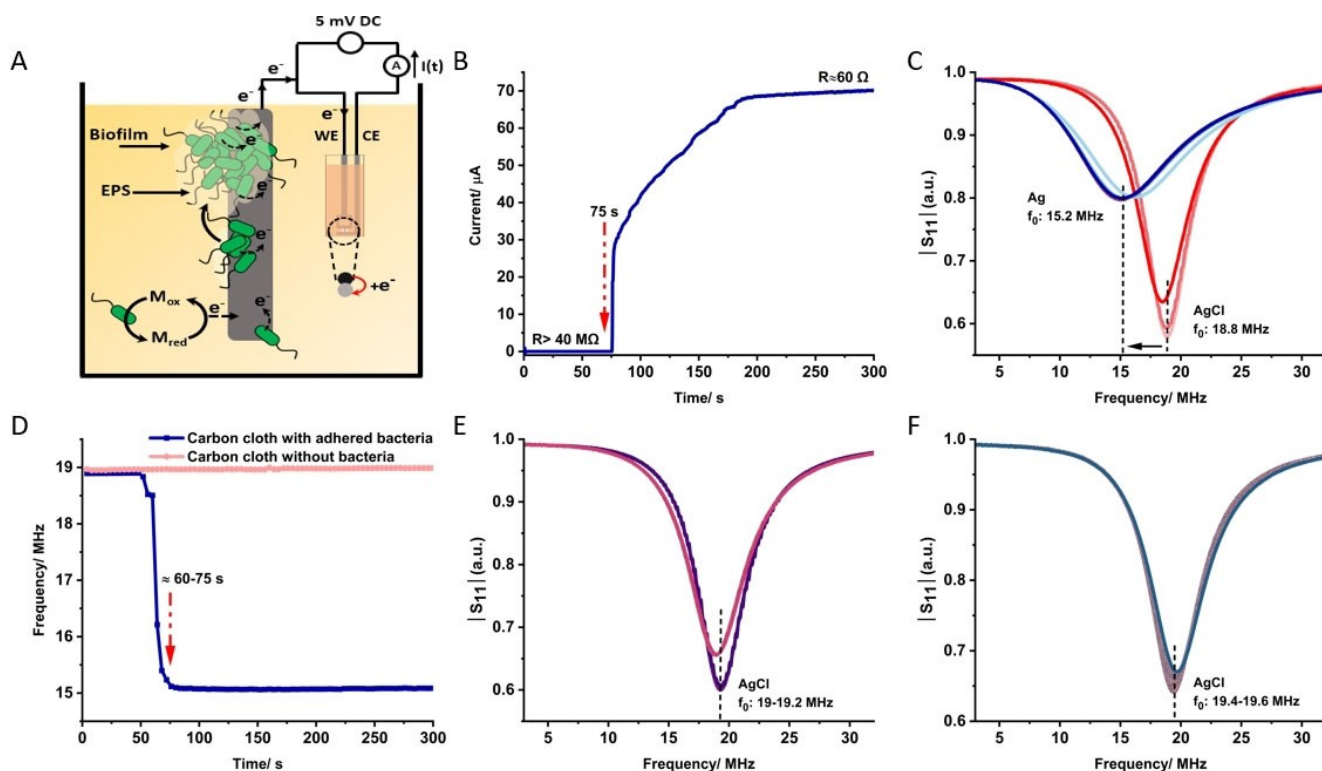 A
5 mV DC
e⁻
A
I(t)
e⁻
e⁻
e⁻
WE
CE
Biofilm
e⁻
EPS
e⁻
e⁻
+e⁻
Mox
e⁻
e⁻
Mred
B
Current/ μA
80
70
60
50
40
30
20
10
0
R≈60 Ω
75 s
R> 40 MΩ
0
100
200
300
Time/ s
C
| S11 | (a.u.)
1.0
0.9
0.8
0.7
0.6
Ag
f0: 15.2 MHz
AgCl
f0: 18.8 MHz
5
10
15
20
25
30
Frequency/ MHz
D
Frequency/ MHz
19
18
17
16
15
Carbon cloth with adhered bacteria
Carbon cloth without bacteria
≈ 60-75 s
0
50
100
150
200
250
300
Time/ s
E
| S11 | (a.u.)
1.0
0.9
0.8
0.7
0.6
AgCl
f0: 19-19.2 MHz
5
10
15
20
25
30
Frequency/ MHz
F
| S11 | (a.u.)
1.0
0.9
0.8
0.7
0.6
AgCl
f0: 19.4-19.6 MHz
5
10
15
20
25
30
Frequency/ MHz